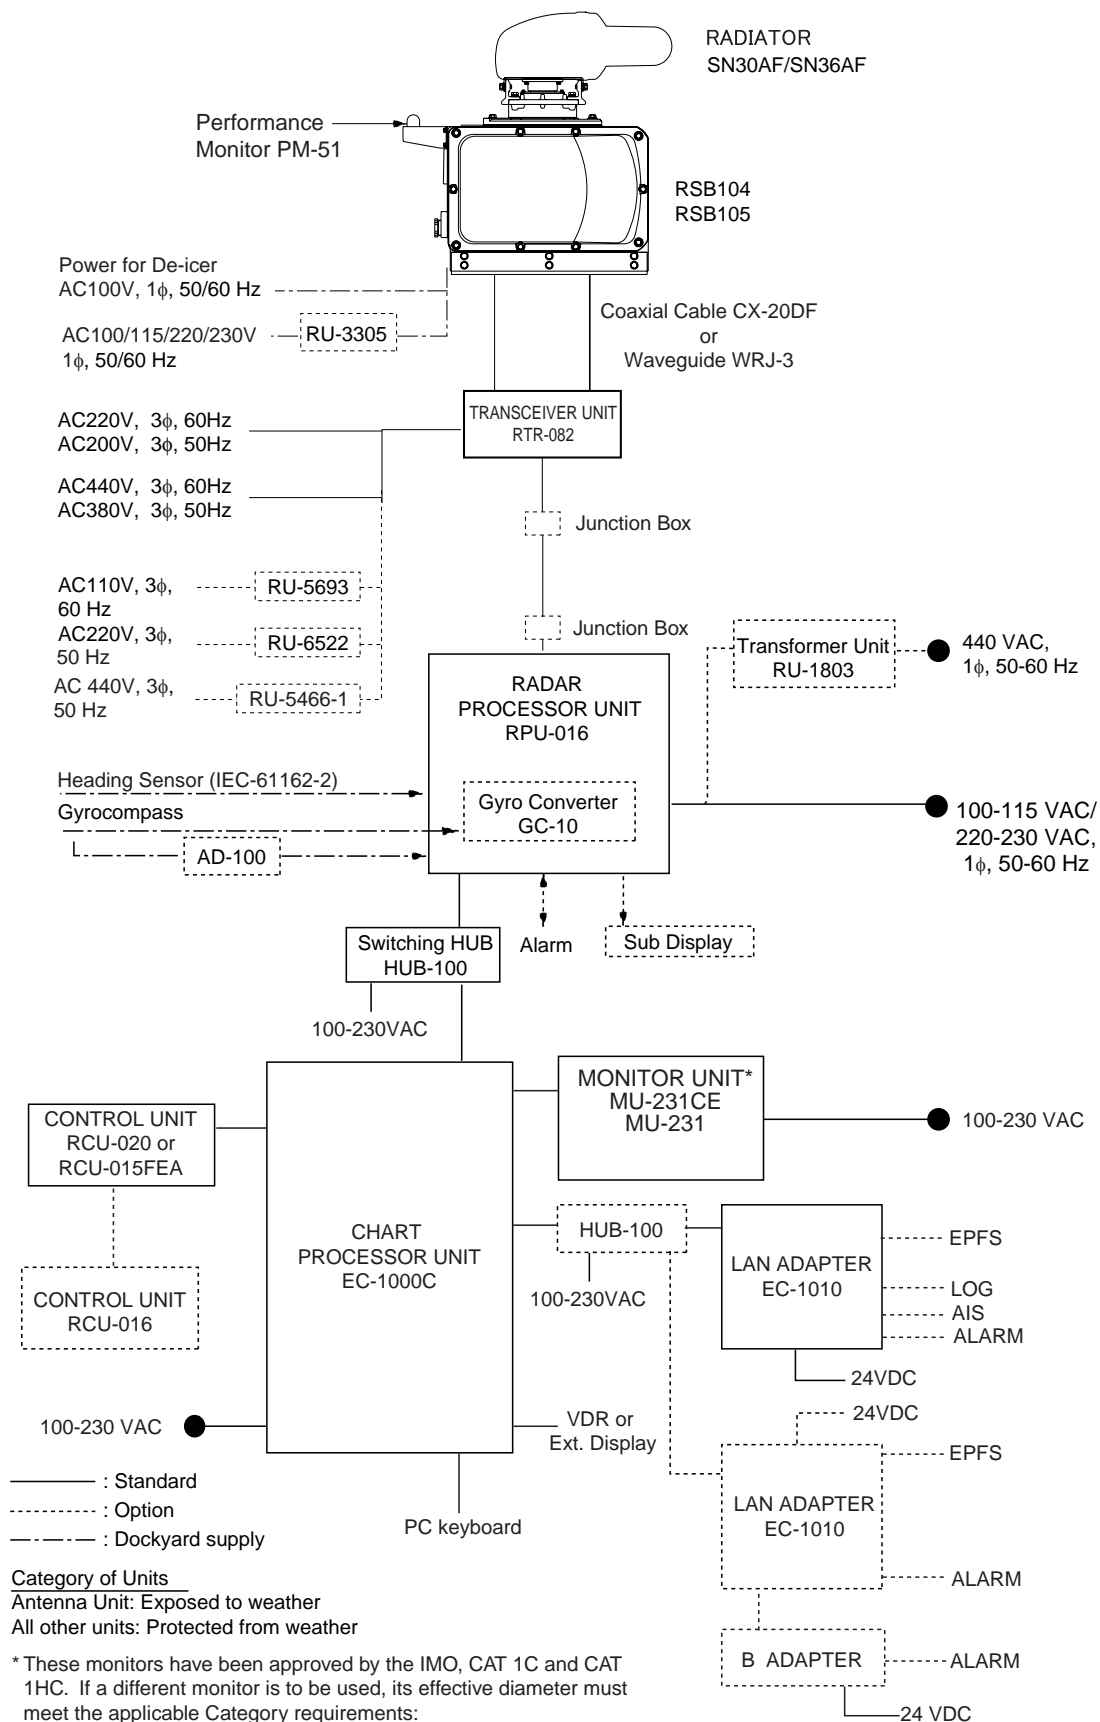 RADIATOR
SN30AF/SN36AF
Performance
Monitor PM-51
RSB104
RSB105
Power for De-icer
AC100V, 1ϕ, 50/60 Hz
AC100/115/220/230V
1ϕ, 50/60 Hz
RU-3305
Coaxial Cable CX-20DF
or
Waveguide WRJ-3
TRANSCEIVER UNIT
RTR-082
AC220V, 3ϕ, 60Hz
AC200V, 3ϕ, 50Hz
AC440V, 3ϕ, 60Hz
AC380V, 3ϕ, 50Hz
Junction Box
AC110V, 3ϕ,
60 Hz
RU-5693
AC220V, 3ϕ,
50 Hz
RU-6522
AC 440V, 3ϕ,
50 Hz
RU-5466-1
Junction Box
Transformer Unit
RU-1803
440 VAC,
1ϕ, 50-60 Hz
RADAR
PROCESSOR UNIT
RPU-016
Heading Sensor (IEC-61162-2)
Gyrocompass
Gyro Converter
GC-10
AD-100
100-115 VAC/
220-230 VAC,
1ϕ, 50-60 Hz
Switching HUB
HUB-100
Alarm
Sub Display
100-230VAC
MONITOR UNIT*
MU-231CE
MU-231
100-230 VAC
CONTROL UNIT
RCU-020 or
RCU-015FEA
CHART
PROCESSOR UNIT
EC-1000C
HUB-100
100-230VAC
LAN ADAPTER
EC-1010
EPFS
LOG
AIS
ALARM
24VDC
CONTROL UNIT
RCU-016
100-230 VAC
VDR or
Ext. Display
24VDC
LAN ADAPTER
EC-1010
EPFS
ALARM
PC keyboard
B ADAPTER
ALARM
24 VDC
: Standard
: Option
: Dockyard supply
Category of Units
Antenna Unit: Exposed to weather
All other units: Protected from weather
* These monitors have been approved by the IMO, CAT 1C and CAT
1HC. If a different monitor is to be used, its effective diameter must
meet the applicable Category requirements: